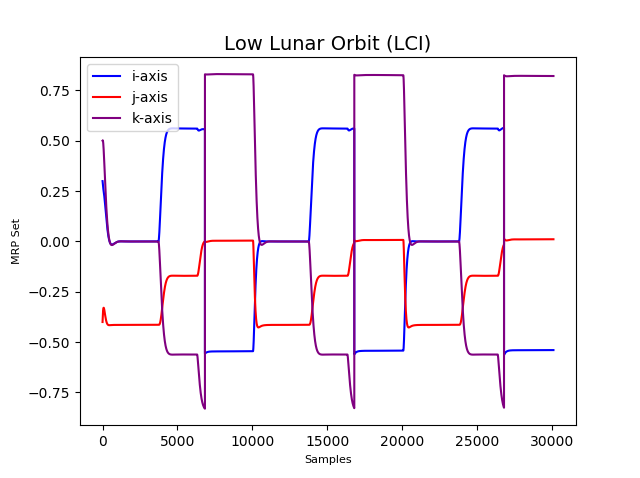 Low Lunar Orbit (LCI)
i-axis
j-axis
k-axis
MRP Set
0.75
0.50
0.25
0.00
−0.25
−0.50
−0.75
0 5000 10000 15000 20000 25000 30000
Samples